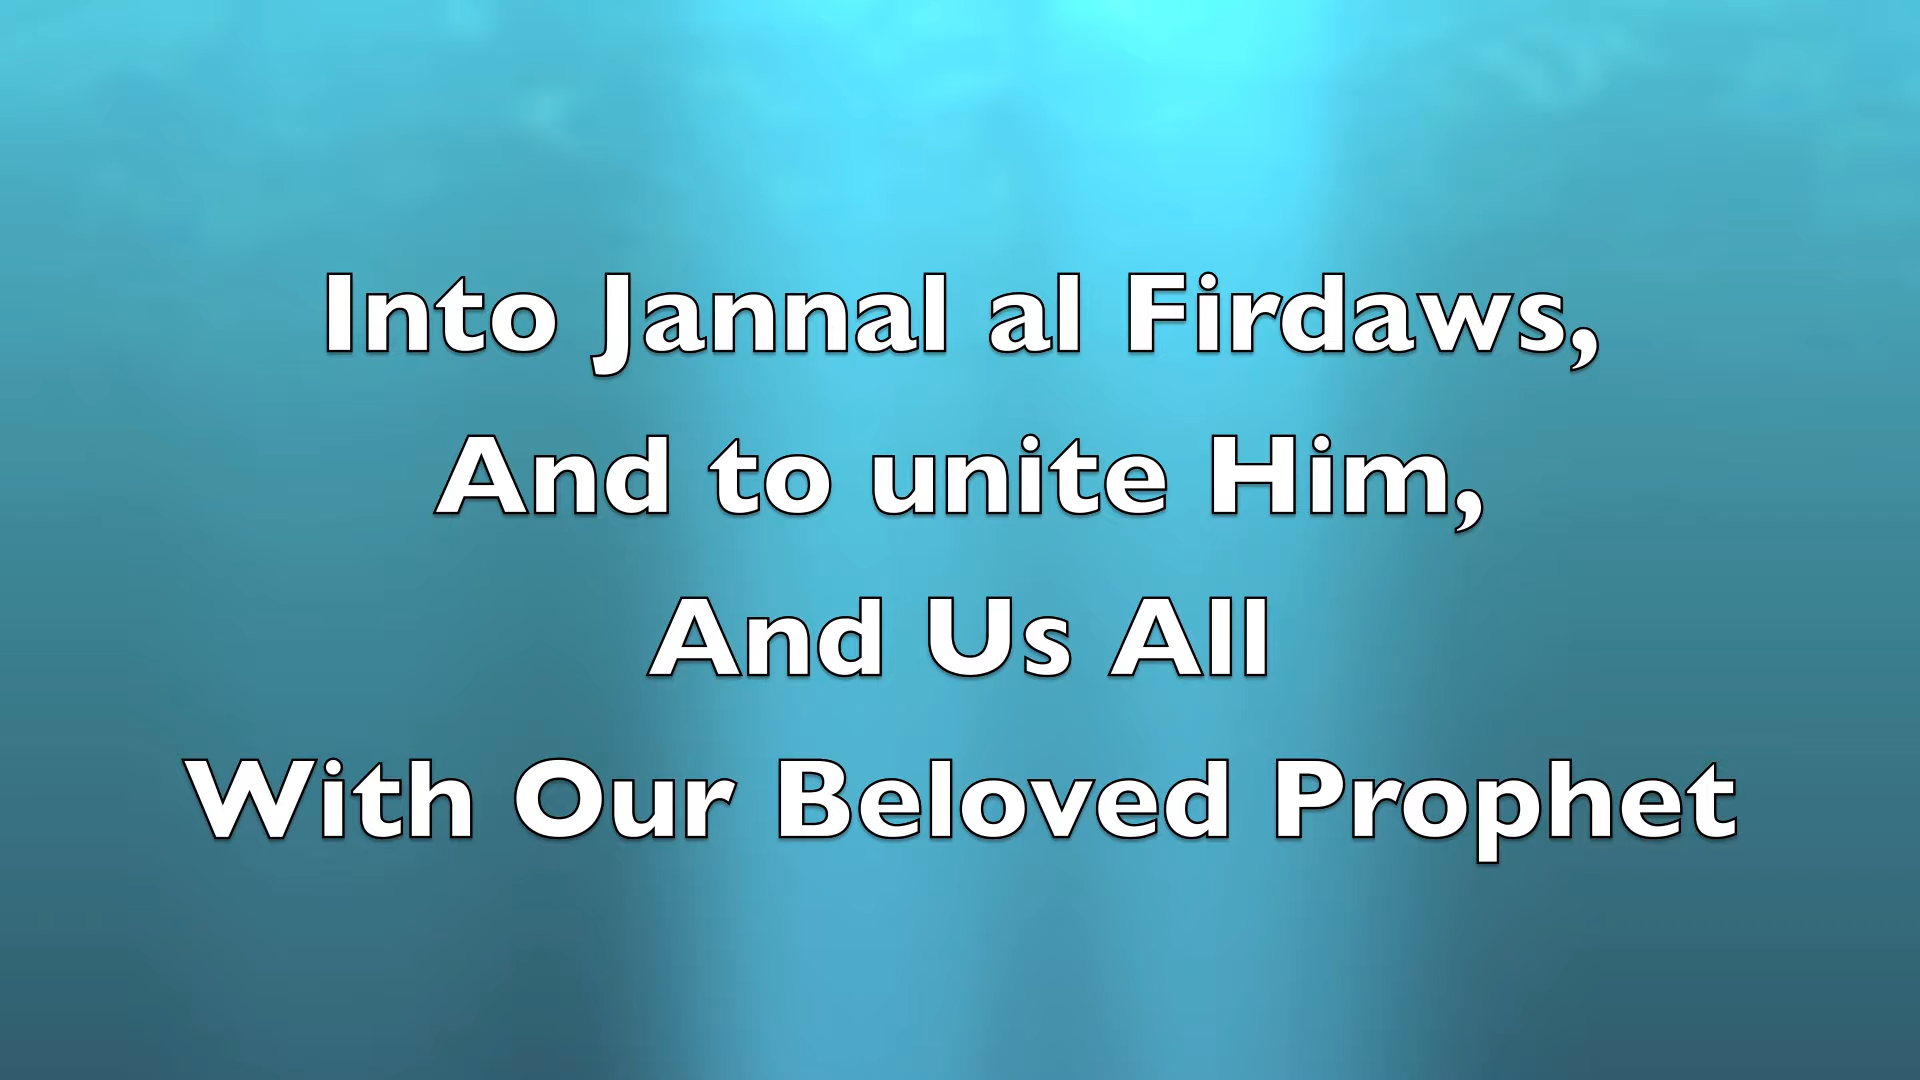 Into Jannal al Firdaws,
And to unite Him,
And Us All
With Our Beloved Prophet